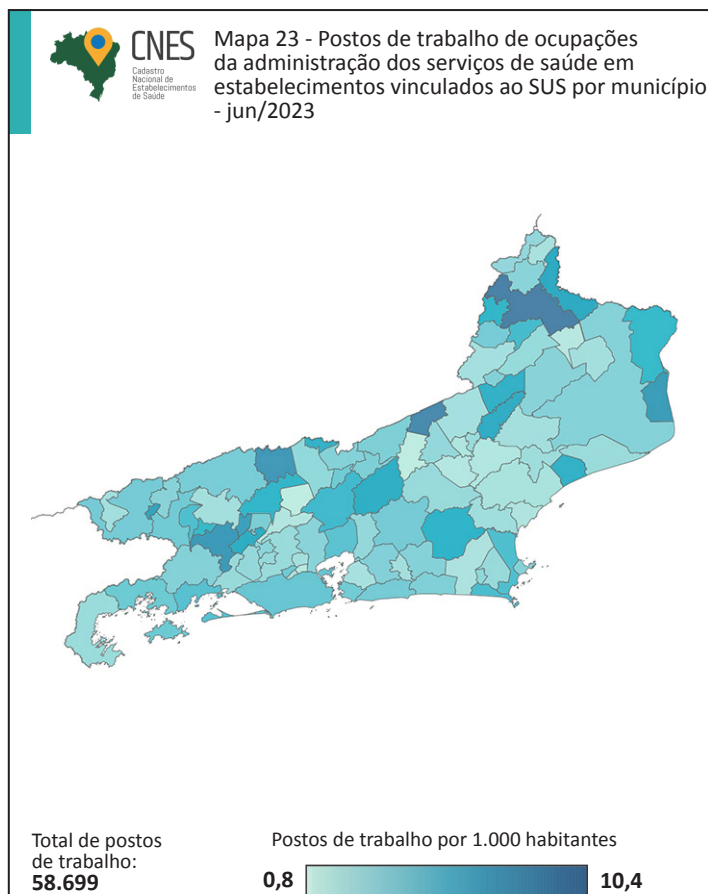 CNES
Cadastro
Nacional de
Estabelecimentos
de Saúde
Mapa 23 - Postos de trabalho de ocupações
da administração dos serviços de saúde em
estabelecimentos vinculados ao SUS por município
- jun/2023
Total de postos
de trabalho:
58.699
Postos de trabalho por 1.000 habitantes
0,8
10,4